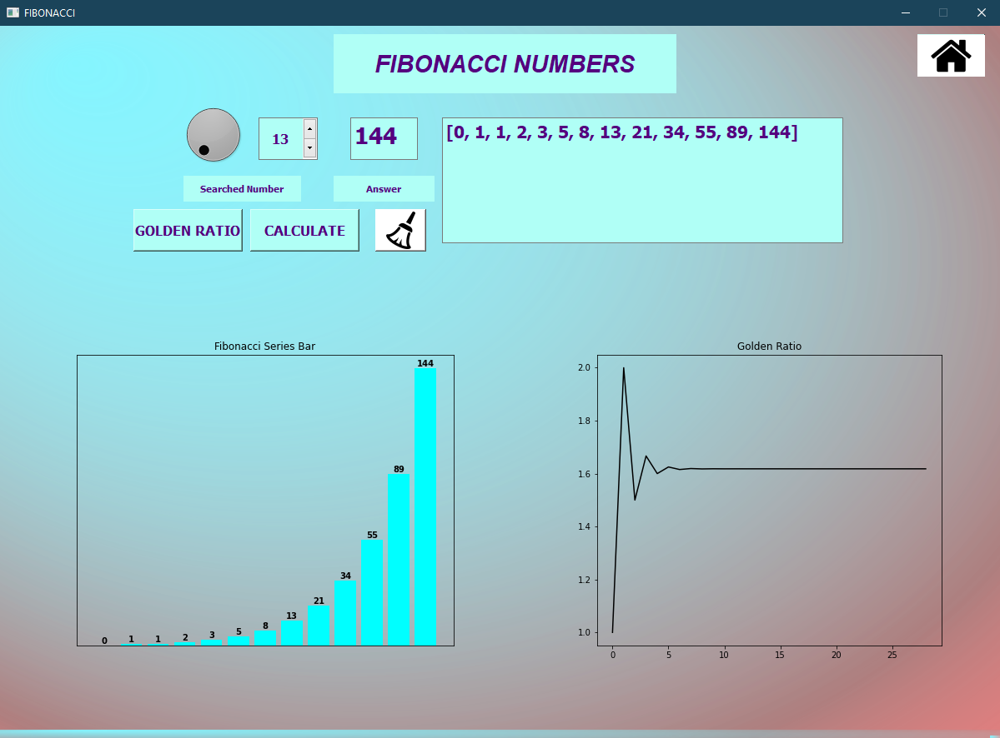 FIBONACCI
FIBONACCI NUMBERS
13
144
[0, 1, 1, 2, 3, 5, 8, 13, 21, 34, 55, 89, 144]
Searched Number
Answer
GOLDEN RATIO
CALCULATE
Fibonacci Series Bar
0 1 1 2 3 5 8 13 21 34 55 89 144
Golden Ratio
2.0
1.8
1.6
1.4
1.2
1.0
0 5 10 15 20 25